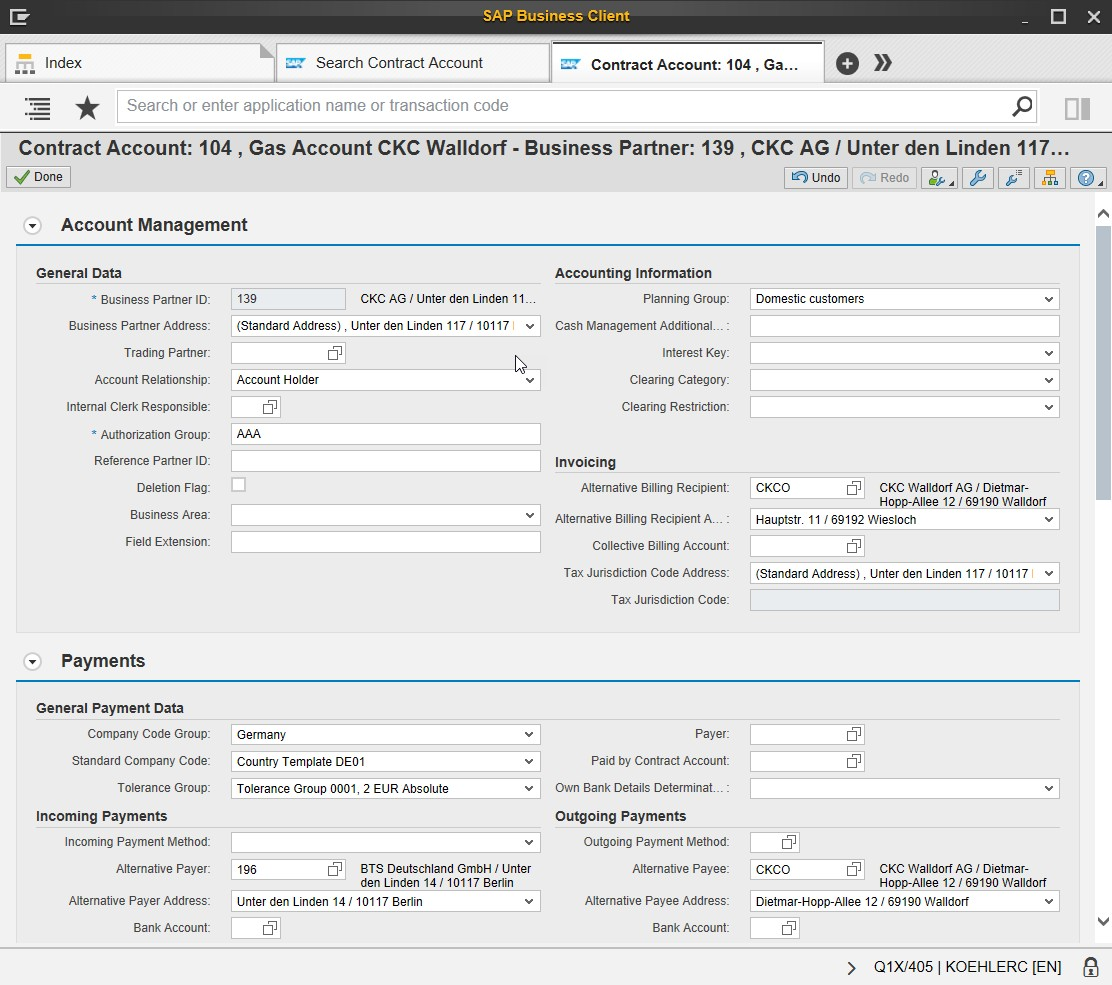 SAP Business Client
Index
SAP
Search Contract Account
SAP
Contract Account: 104 , Ga...
Search or enter application name or transaction code
Contract Account: 104 , Gas Account CKC Walldorf - Business Partner: 139 , CKC AG / Unter den Linden 117...
Done
Undo
Redo
Account Management
General Data
* Business Partner ID:
139
CKC AG / Unter den Linden 11...
Business Partner Address:
(Standard Address) , Unter den Linden 117 / 10117
Trading Partner:
Account Relationship:
Account Holder
Internal Clerk Responsible:
* Authorization Group:
AAA
Reference Partner ID:
Deletion Flag:
Business Area:
Field Extension:
Accounting Information
Planning Group:
Domestic customers
Cash Management Additional... :
Interest Key:
Clearing Category:
Clearing Restriction:
Invoicing
Alternative Billing Recipient:
CKCO
CKC Walldorf AG / Dietmar-
Hopp-Allee 12 / 69190 Walldorf
Alternative Billing Recipient A... :
Hauptstr. 11 / 69192 Wiesloch
Collective Billing Account:
Tax Jurisdiction Code Address:
(Standard Address) , Unter den Linden 117 / 10117
Tax Jurisdiction Code:
Payments
General Payment Data
Company Code Group:
Germany
Standard Company Code:
Country Template DE01
Tolerance Group:
Tolerance Group 0001, 2 EUR Absolute
Payer:
Paid by Contract Account:
Own Bank Details Determinat... :
Incoming Payments
Incoming Payment Method:
Alternative Payer:
196
BTS Deutschland GmbH / Unter
den Linden 14 / 10117 Berlin
Alternative Payer Address:
Unter den Linden 14 / 10117 Berlin
Bank Account:
Outgoing Payments
Outgoing Payment Method:
Alternative Payee:
CKCO
CKC Walldorf AG / Dietmar-
Hopp-Allee 12 / 69190 Walldorf
Alternative Payee Address:
Dietmar-Hopp-Allee 12 / 69190 Walldorf
Bank Account:
Q1X/405 | KOEHLERC [EN]